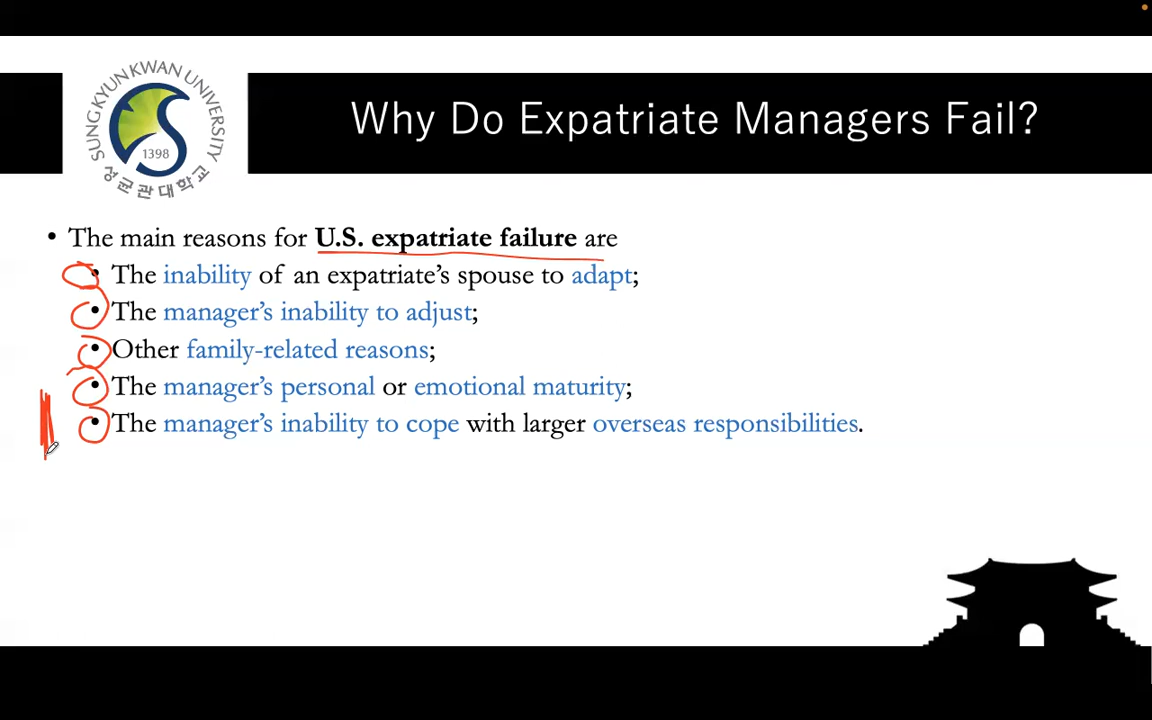 SUNGKYUNKWAN UNIVERSITY
1398
성균관대학교
Why Do Expatriate Managers Fail?
• The main reasons for U.S. expatriate failure are
• The inability of an expatriate’s spouse to adapt;
• The manager’s inability to adjust;
• Other family-related reasons;
• The manager’s personal or emotional maturity;
• The manager’s inability to cope with larger overseas responsibilities.